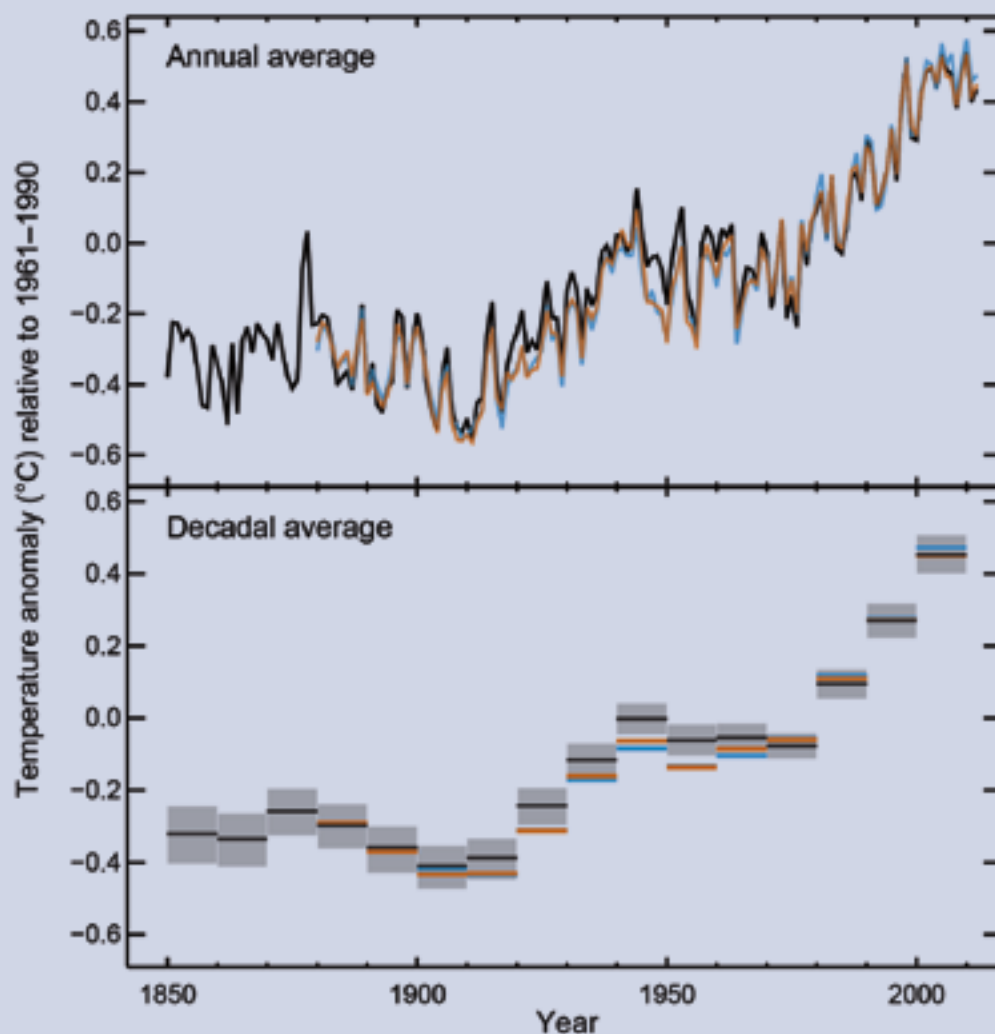 Temperature anomaly (°C) relative to 1961–1990
Annual average
0.6
0.4
0.2
0.0
−0.2
−0.4
−0.6
Decadal average
0.6
0.4
0.2
0.0
−0.2
−0.4
−0.6
1850 1900 1950 2000
Year